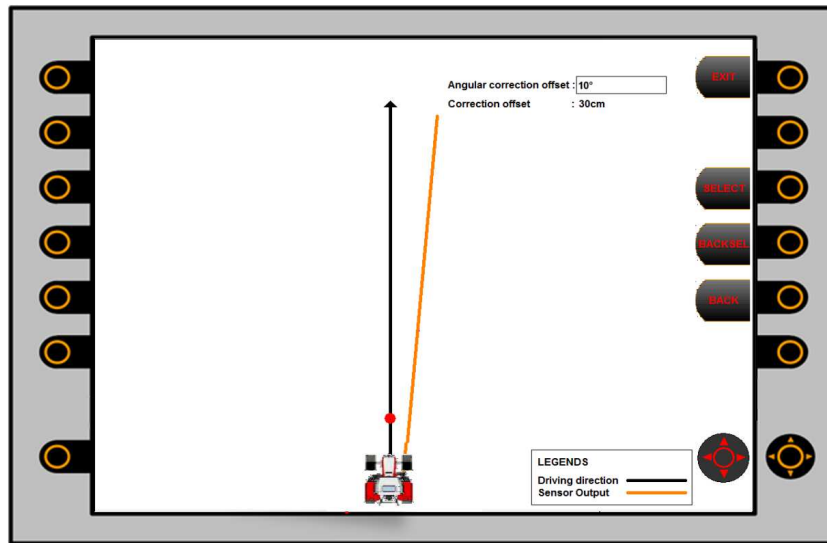 Angular correction offset : 10°
Correction offset : 30cm
EXIT
SELECT
BACKSEL
BACK
LEGENDS
Driving direction
Sensor Output